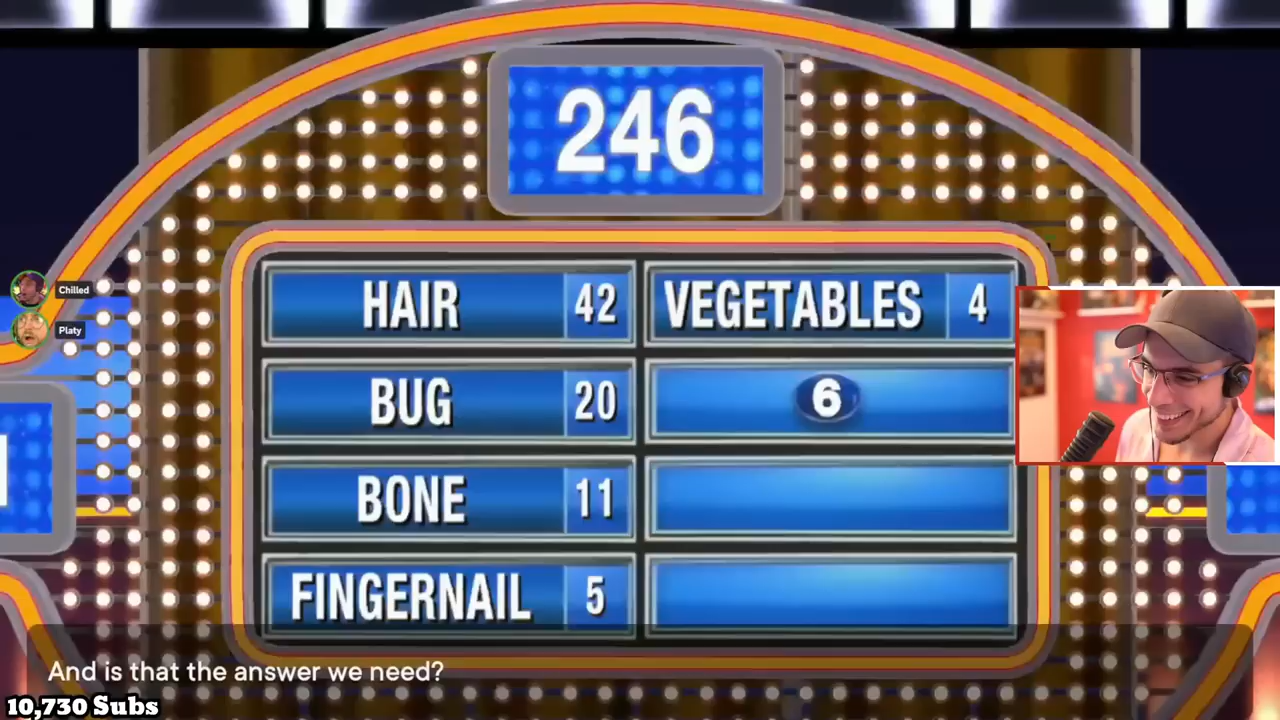 246
HAIR 42
VEGETABLES 4
BUG 20
6
BONE 11
FINGERNAIL 5
Chilled
Platy
And is that the answer we need?
10,730 Subs